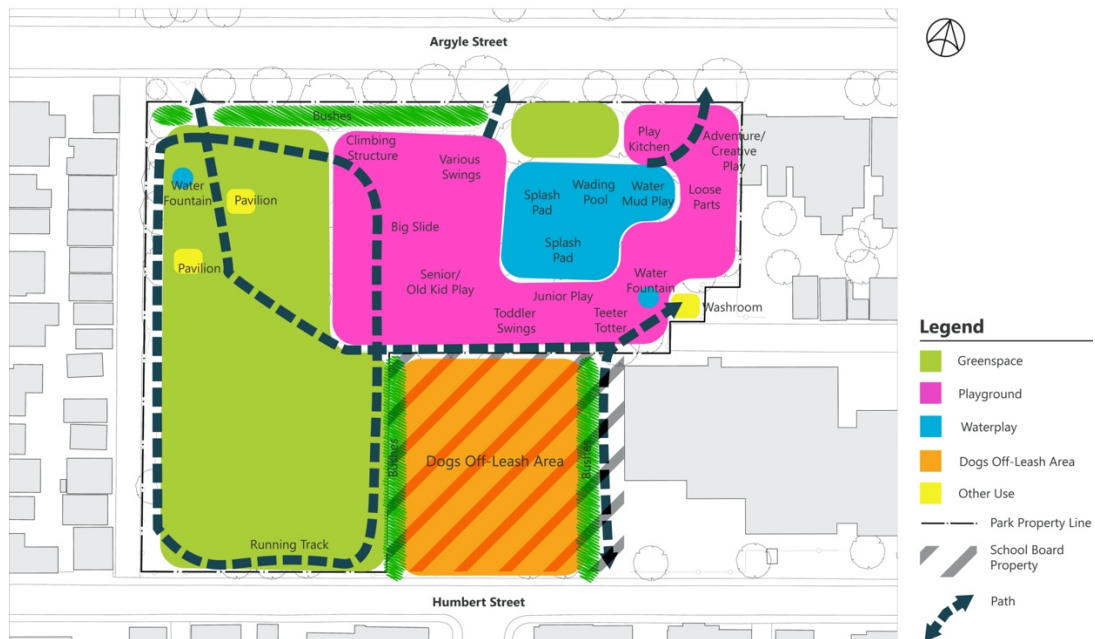 Argyle Street
Bushes
Climbing
Structure
Various
Swings
Play
Kitchen
Adventure/
Creative
Play
Water
Fountain
Pavilion
Splash
Pad
Wading
Pool
Water
Mud Play
Loose
Parts
Big Slide
Splash
Pad
Pavilion
Senior/
Old Kid Play
Junior Play
Water
Fountain
Toddler
Swings
Teeter
Totter
Washroom
Bushes
Dogs Off-Leash Area
Bushes
Running Track
Humbert Street
Legend
Greenspace
Playground
Waterplay
Dogs Off-Leash Area
Other Use
Park Property Line
School Board
Property
Path